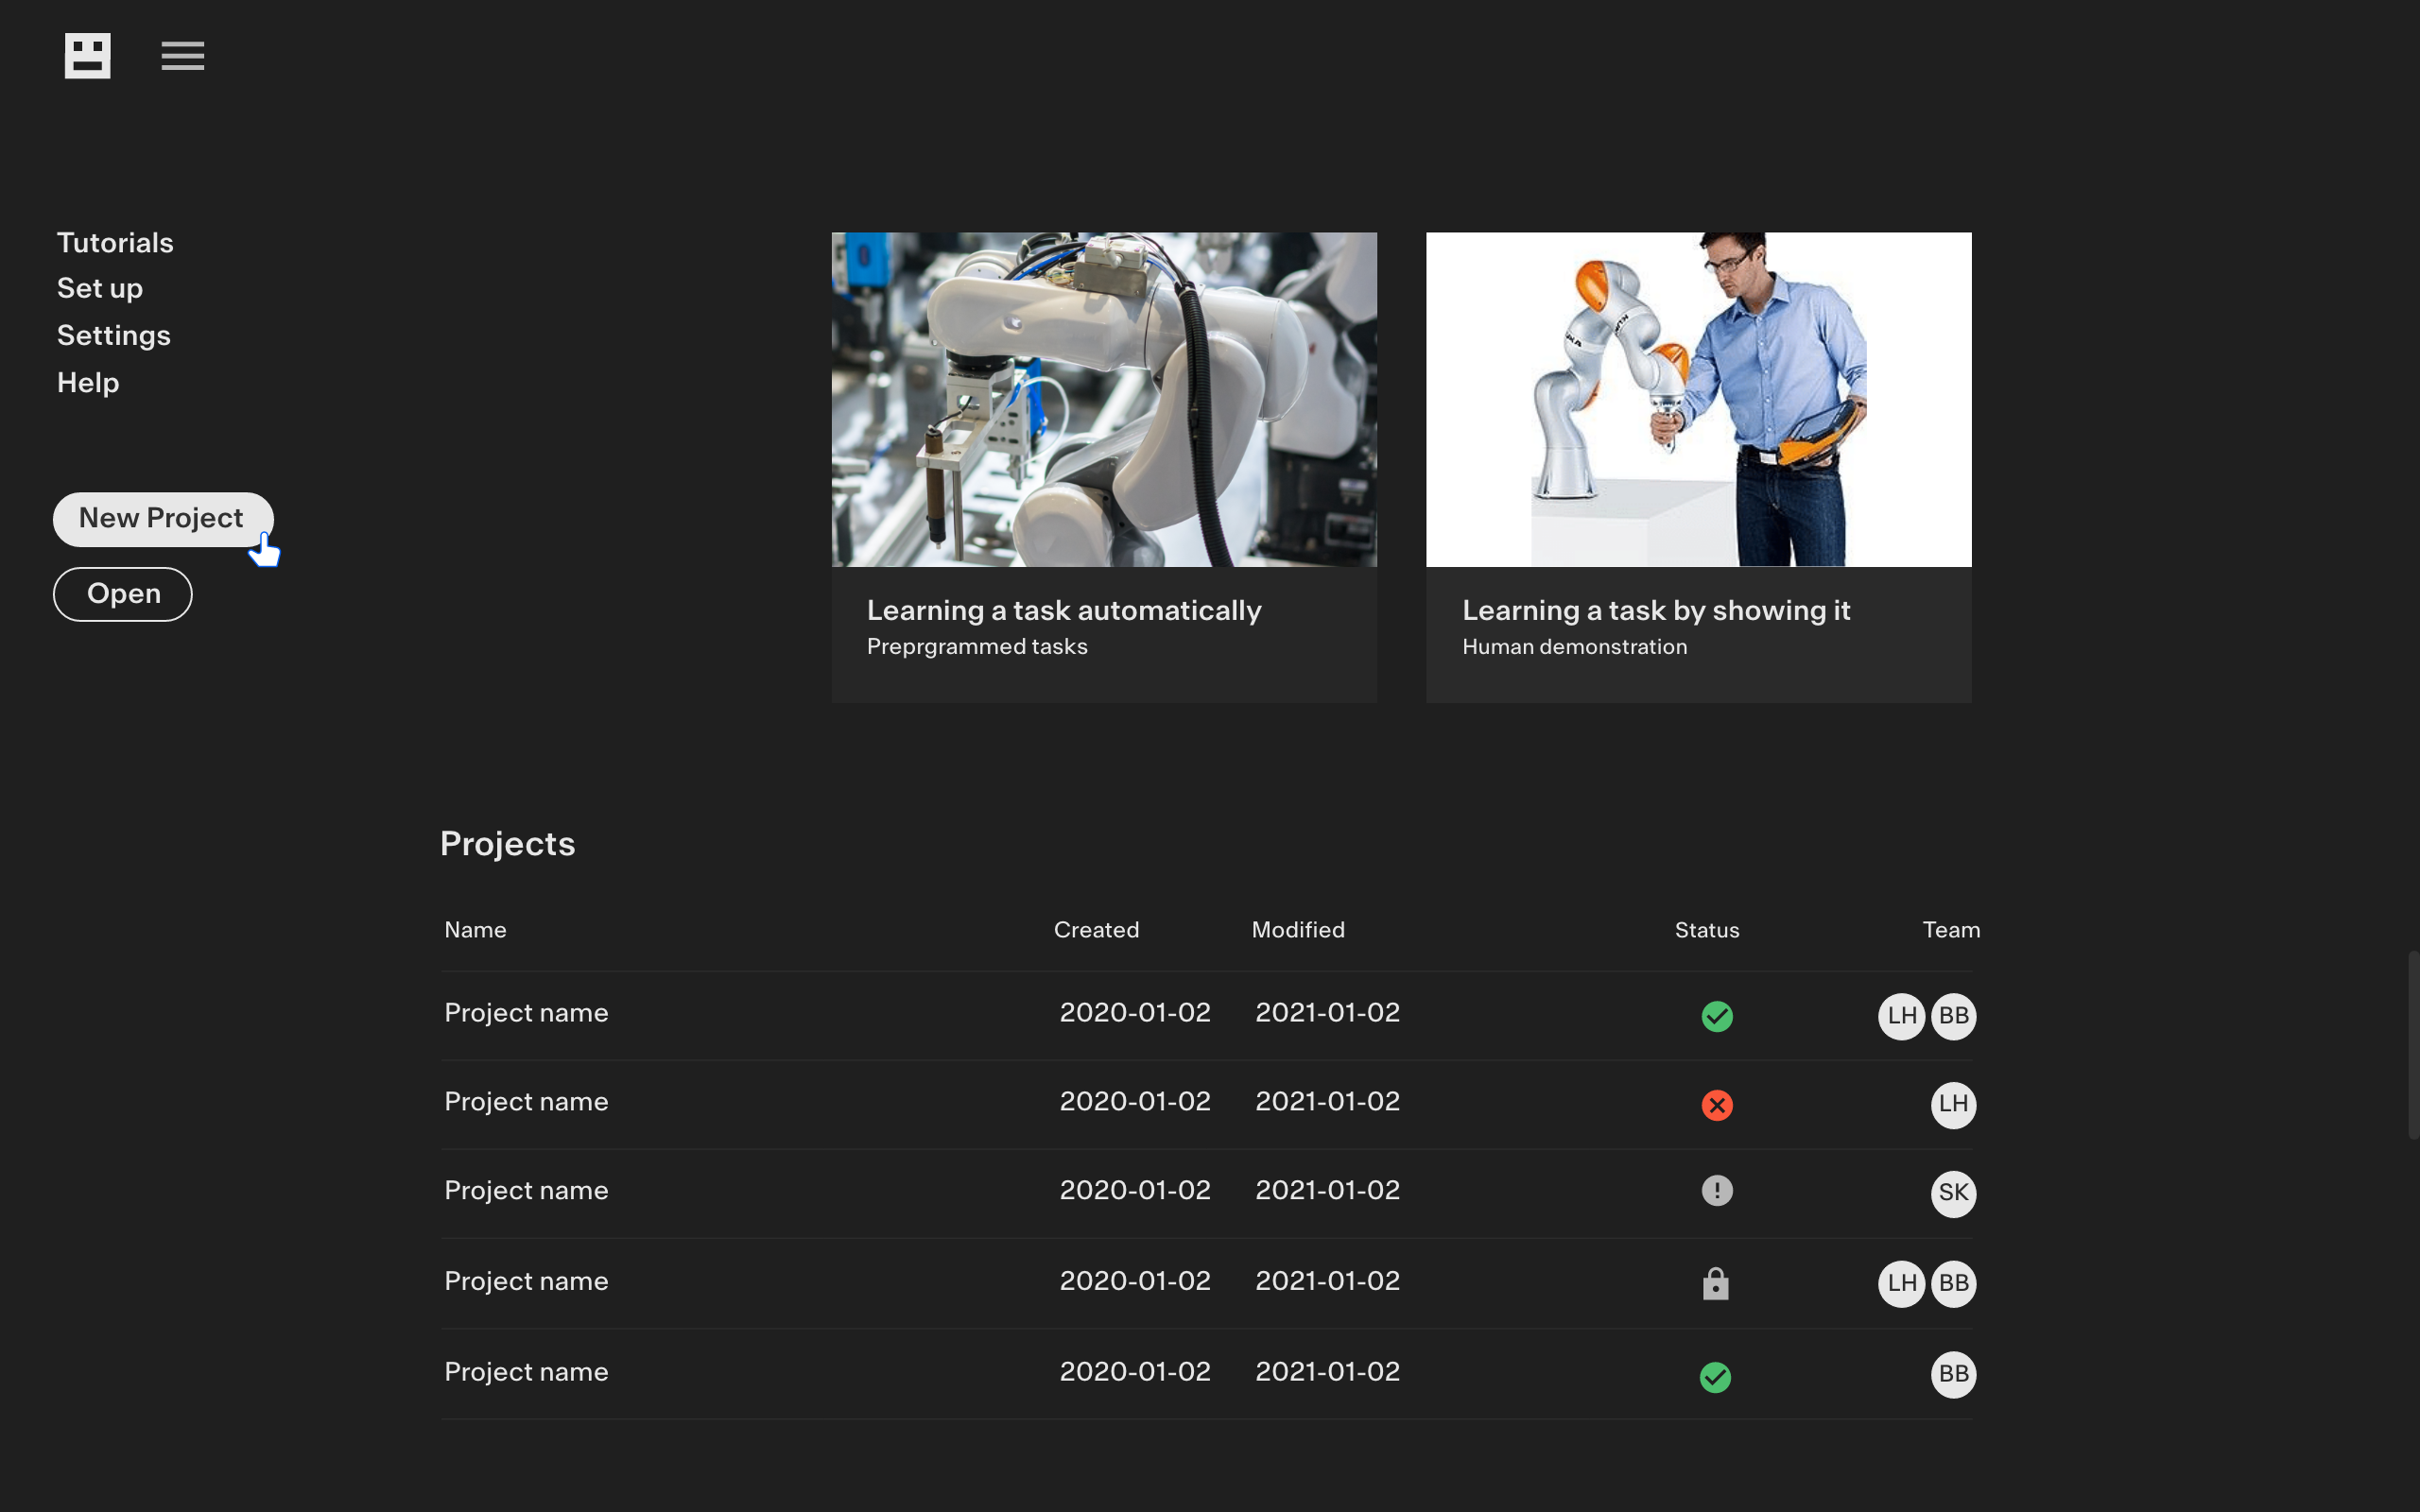 Tutorials
Set up
Settings
Help
New Project
Open
Learning a task automatically
Preprgrammed tasks
Learning a task by showing it
Human demonstration
Projects
Name Created Modified Status Team
Project name 2020-01-02 2021-01-02 LH BB
Project name 2020-01-02 2021-01-02 LH
Project name 2020-01-02 2021-01-02 SK
Project name 2020-01-02 2021-01-02 LH BB
Project name 2020-01-02 2021-01-02 BB